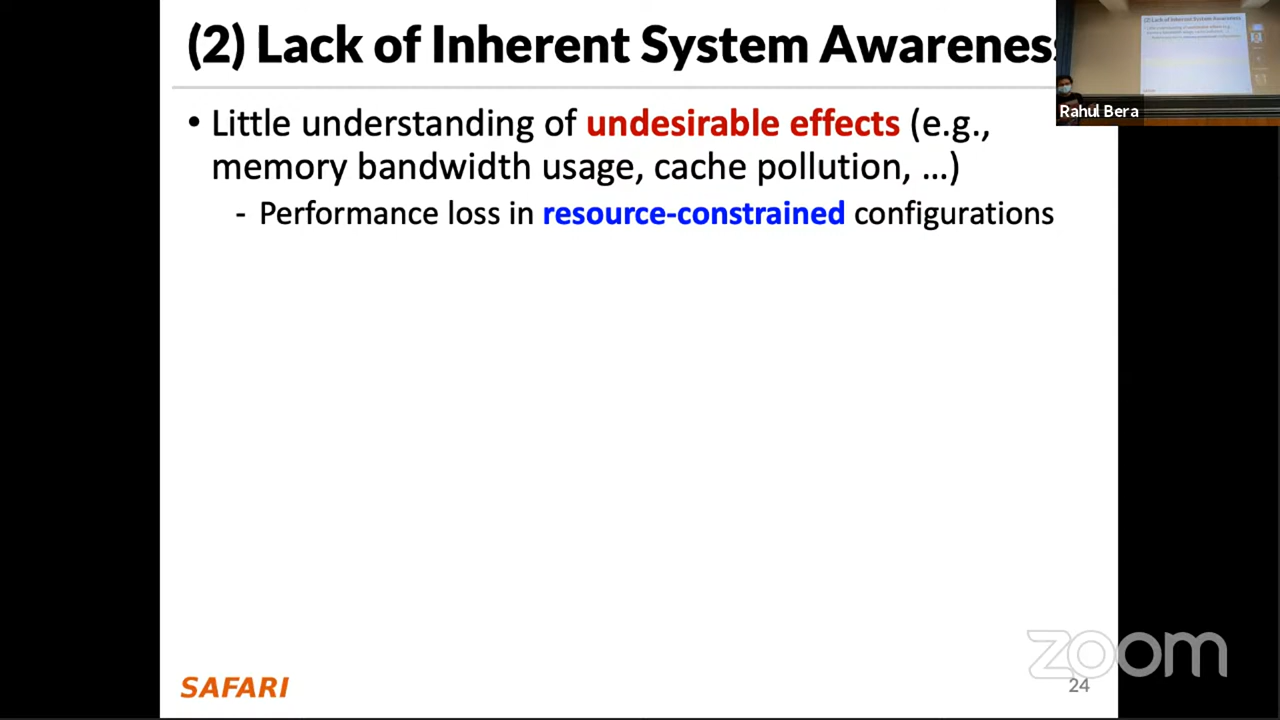 (2) Lack of Inherent System Awareness
Rahul Bera
• Little understanding of undesirable effects (e.g.,
memory bandwidth usage, cache pollution, …)
- Performance loss in resource-constrained configurations
SAFARI
zoom
24